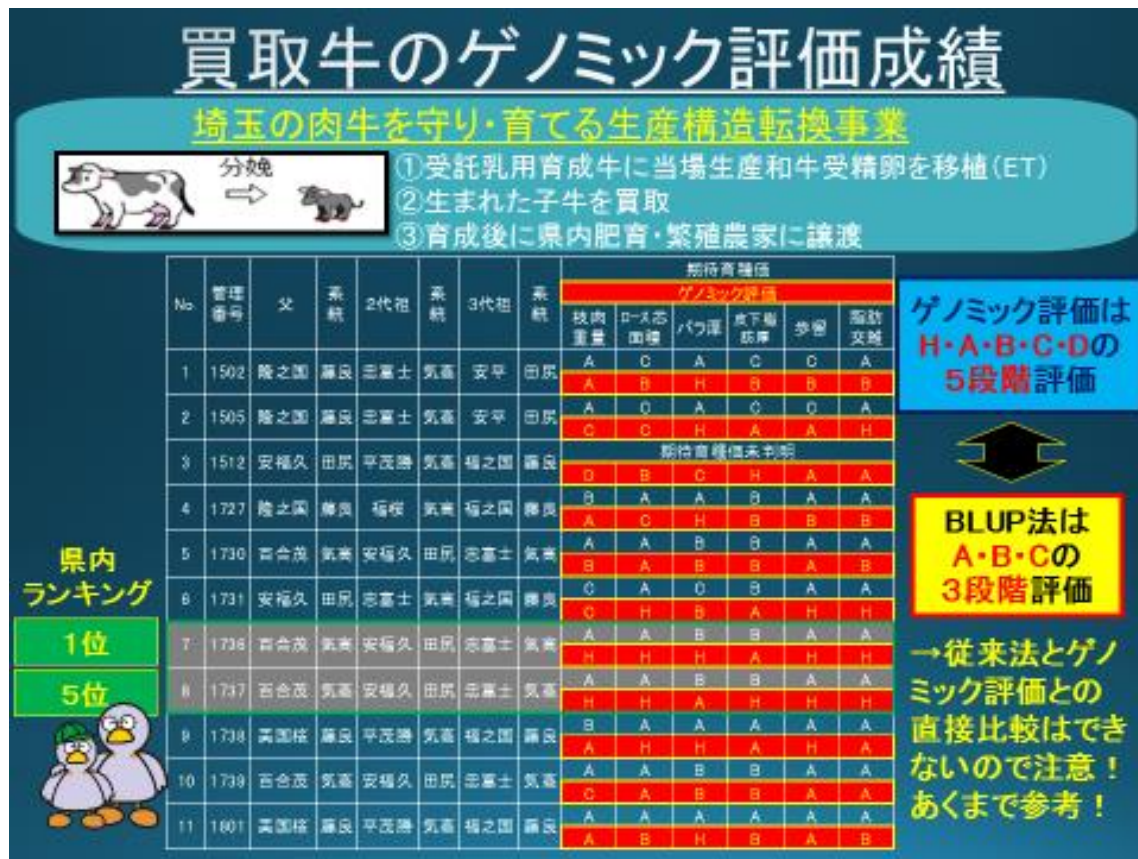 買取牛のゲノミック評価成績
埼玉の肉牛を守り・育てる生産構造転換事業
分娩
①受託乳用育成牛に当場生産和牛受精卵を移植(ET)
②生まれた子牛を買取
③育成後に県内肥育・繁殖農家に譲渡
期待育種価
ゲノミック評価
No. 管理番号 父 系統 2代祖 系統 3代祖 系統 枝肉重量 ロース芯面積 バラ厚 皮下脂肪厚 歩留 脂肪交雑
A C A C C A
1 1502 隆之国 藤良 忠富士 気高 安平 田尻
A B H B B B
A C A C C A
2 1505 隆之国 藤良 忠富士 気高 安平 田尻
C C H A A H
期待育種価未判明
3 1512 安福久 田尻 平茂勝 気高 福之国 藤良
D B C H A A
B A A B A A
4 1727 隆之国 藤良 福桜 気高 福之国 藤良
A C H B B B
A A B B A A
5 1730 百合茂 気高 安福久 田尻 忠富士 気高
B A B B A B
C A C B A A
6 1731 安福久 田尻 忠富士 気高 福之国 藤良
C H B A H H
A A B B A A
7 1736 百合茂 気高 安福久 田尻 忠富士 気高
H H H A H H
A A B B A A
8 1737 百合茂 気高 安福久 田尻 忠富士 気高
H H A H H H
B A A A A A
9 1738 美国桜 藤良 平茂勝 気高 福之国 藤良
A H H A H A
A A B B A A
10 1739 百合茂 気高 安福久 田尻 忠富士 気高
C A B B A A
A A A A A A
11 1801 美国桜 藤良 平茂勝 気高 福之国 藤良
A B H B A B
県内
ランキング
1位
5位
ゲノミック評価は
H・A・B・C・Dの
5段階評価
BLUP法は
A・B・Cの
3段階評価
→従来法とゲノ
ミック評価との
直接比較はでき
ないので注意！
あくまで参考！